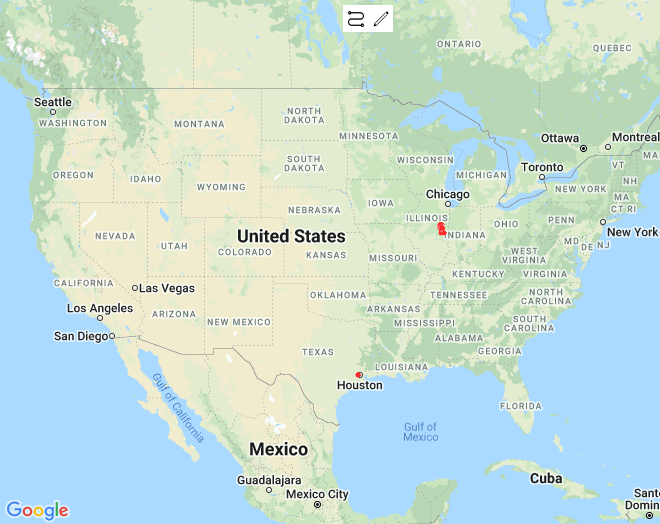 ONTARIO
QUEBEC
Seattle
WASHINGTON
MONTANA
NORTH
DAKOTA
MINNESOTA
Ottawa
Montreal
OREGON
IDAHO
SOUTH
DAKOTA
WISCONSIN
MICHIGAN
Toronto
VT
NH
WYOMING
IOWA
Chicago
NEW YORK
MA
CT RI
NEBRASKA
ILLINOIS
OHIO
PENN
New York
NEVADA
UTAH
United States
COLORADO
KANSAS
MISSOURI
INDIANA
WEST
VIRGINIA
MD
DE
NJ
CALIFORNIA
Las Vegas
KENTUCKY
VIRGINIA
Los Angeles
ARIZONA
NEW MEXICO
OKLAHOMA
ARKANSAS
TENNESSEE
NORTH
CAROLINA
San Diego
MISSISSIPPI
SOUTH
CAROLINA
ALABAMA
GEORGIA
TEXAS
LOUISIANA
Houston
FLORIDA
Gulf of
California
Gulf of
Mexico
Mexico
Guadalajara
Mexico City
Cuba
Santo
Domin
Google